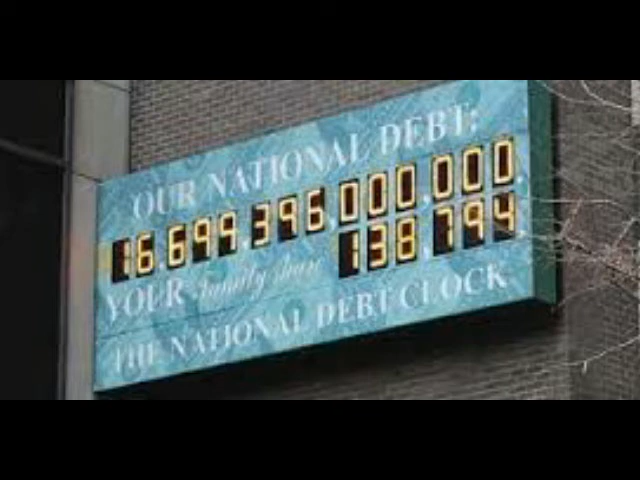 OUR NATIONAL DEBT:
16,699,396,000,000.
YOUR family share 138,794.
THE NATIONAL DEBT CLOCK